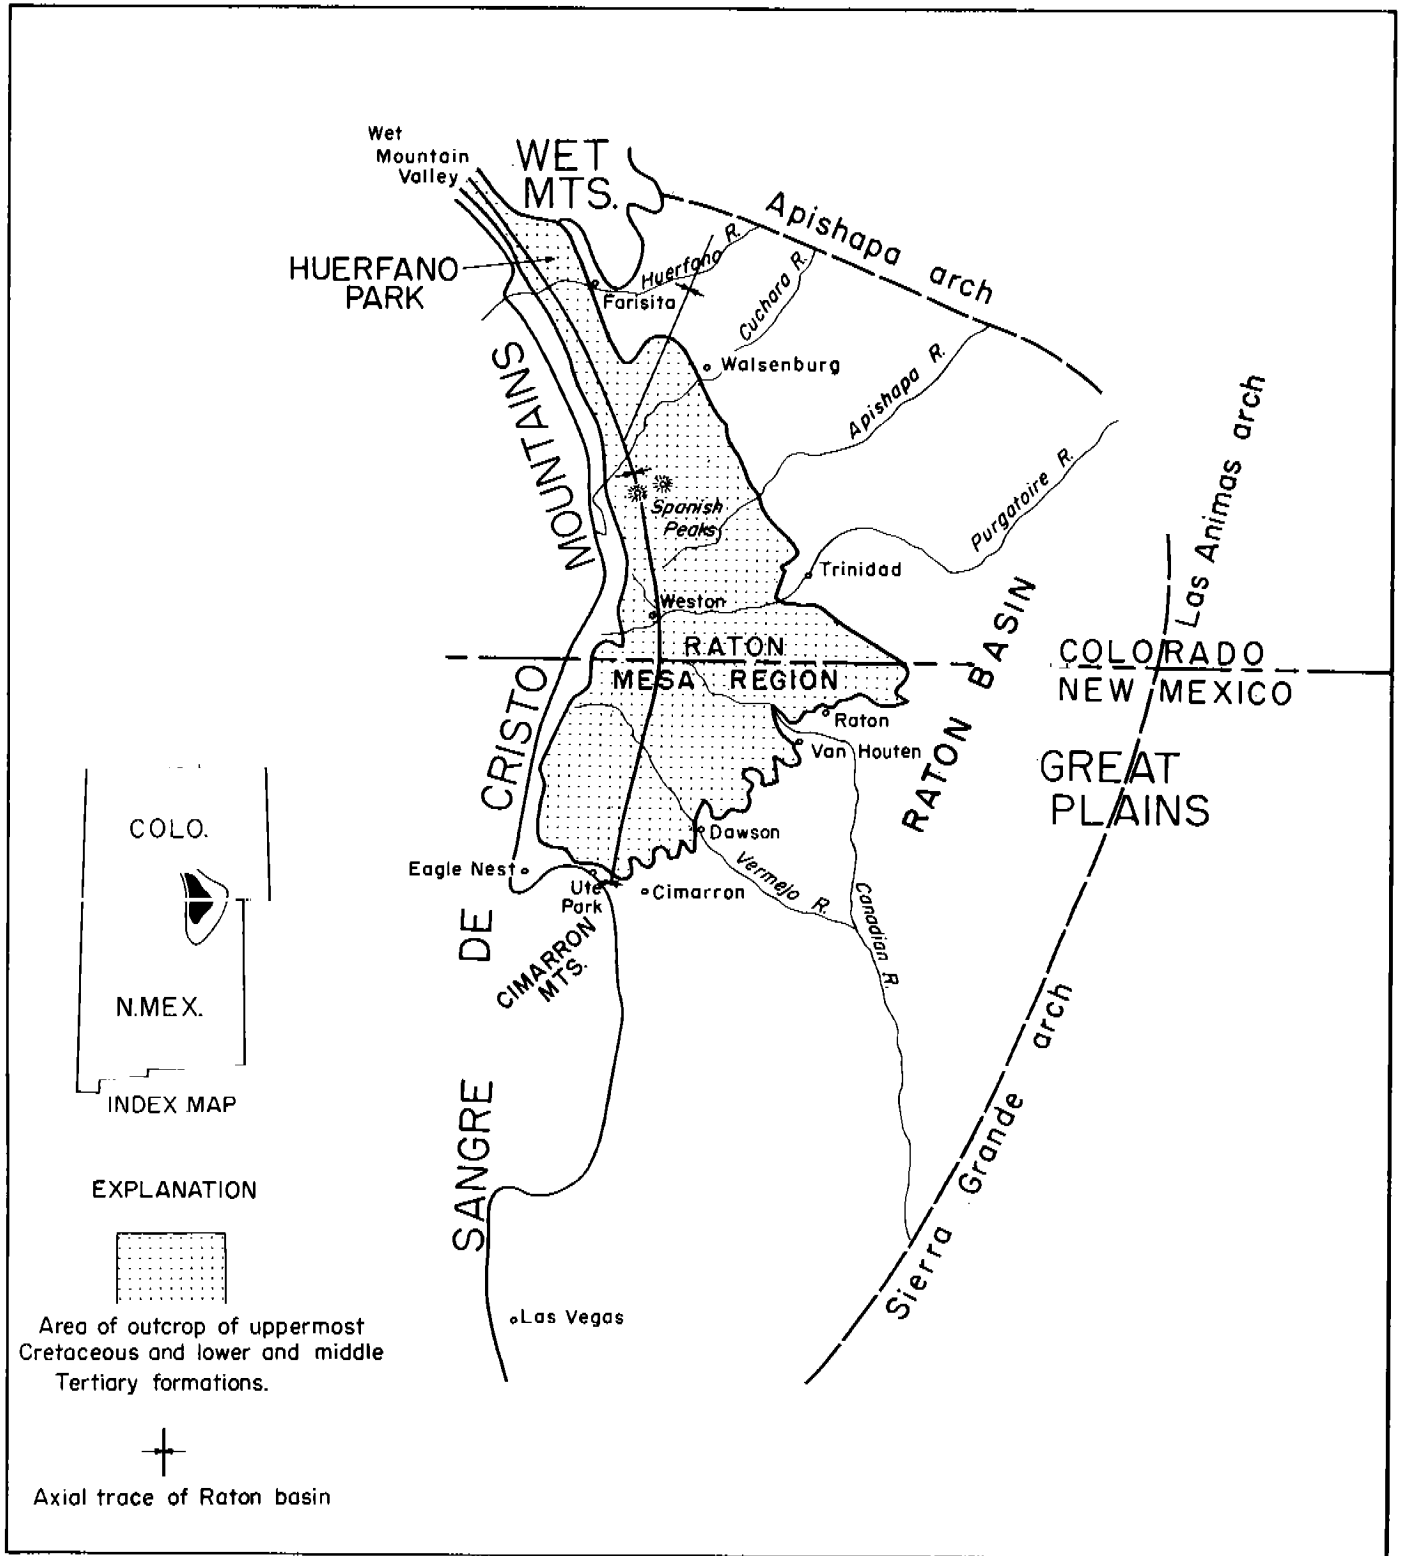 Wet
Mountain
Valley
WET
MTS.
Apishapa arch
HUERFANO
PARK
Huerfano R.
Farisita
Cuchara R.
Walsenburg
Apishapa R.
Purgatoire R.
Las Animas arch
MOUNTAINS
Spanish
Peaks
Trinidad
Weston
RATON
MESA REGION
RATON BASIN
COLORADO
NEW MEXICO
Raton
Van Houten
GREAT
PLAINS
CRISTO
Dawson
Eagle Nest
Ute
Park
Cimarron
Vermejo R.
Canadian R.
DE
CIMARRON
MTS.
SANGRE
Sierra Grande arch
Las Vegas
COLO.
N.MEX.
INDEX MAP
EXPLANATION
Area of outcrop of uppermost
Cretaceous and lower and middle
Tertiary formations.
Axial trace of Raton basin